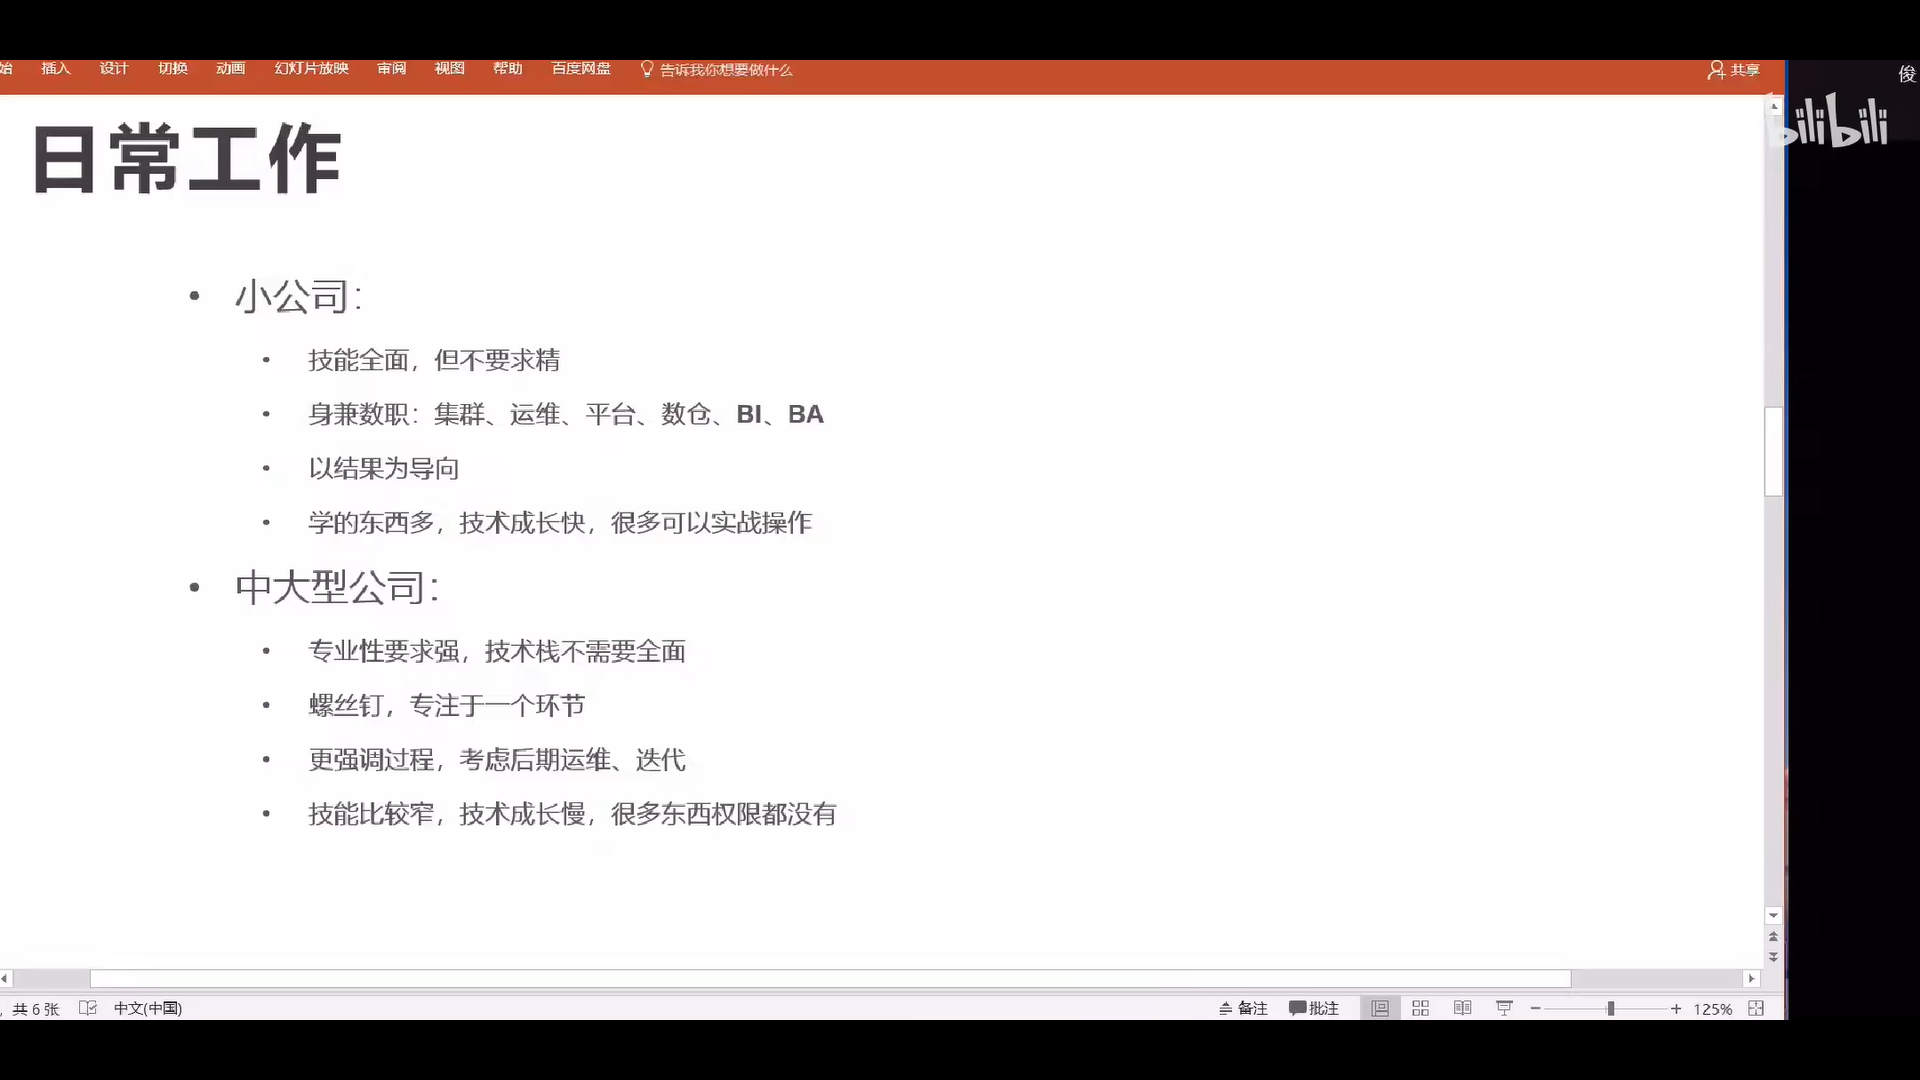 始 插入 设计 切换 动画 幻灯片放映 审阅 视图 帮助 百度网盘 告诉我你想要做什么 共享
俊
bilibili
日常工作
• 小公司：
• 技能全面，但不要求精
• 身兼数职：集群、运维、平台、数仓、BI、BA
• 以结果为导向
• 学的东西多，技术成长快，很多可以实战操作
• 中大型公司：
• 专业性要求强，技术栈不需要全面
• 螺丝钉，专注于一个环节
• 更强调过程，考虑后期运维、迭代
• 技能比较窄，技术成长慢，很多东西权限都没有
，共 6 张 中文(中国) 备注 批注 125%